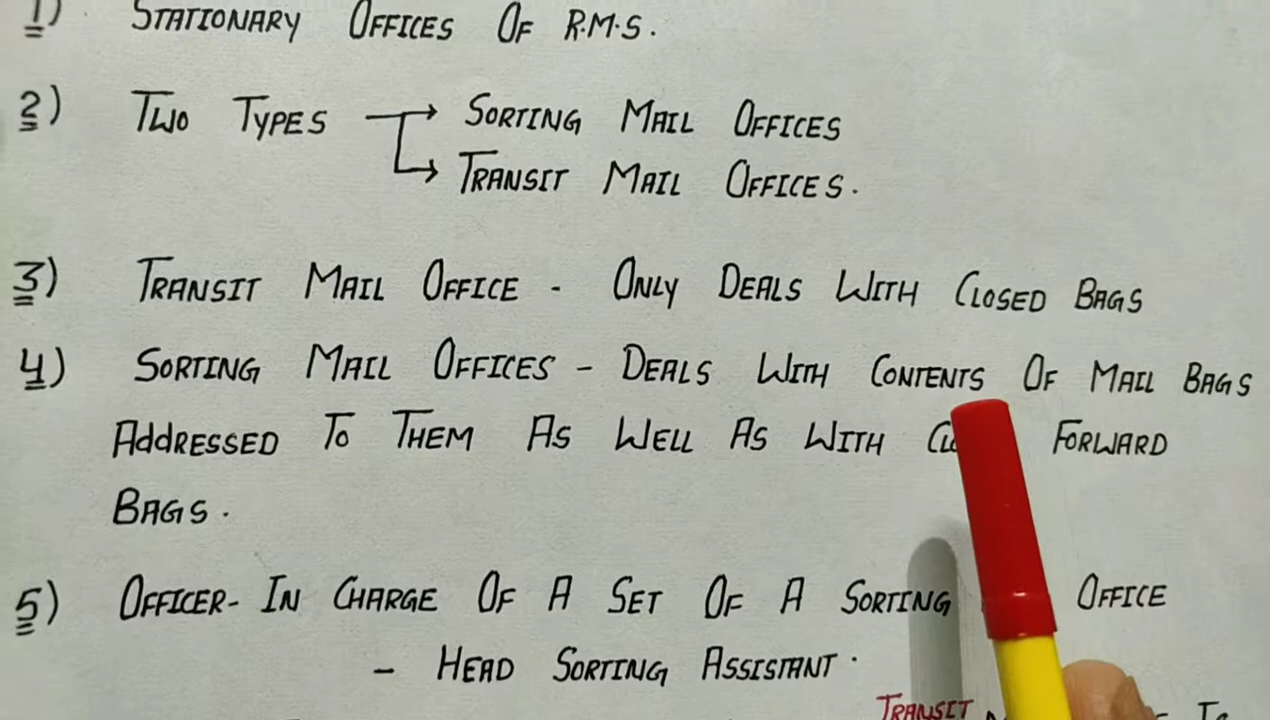 1) STATIONARY OFFICES OF R.M.S.
2) TWO TYPES → SORTING MAIL OFFICES
→ TRANSIT MAIL OFFICES.
3) TRANSIT MAIL OFFICE - ONLY DEALS WITH CLOSED BAGS
4) SORTING MAIL OFFICES - DEALS WITH CONTENTS OF MAIL BAGS
ADDRESSED TO THEM AS WELL AS WITH FORWARD
BAGS.
5) OFFICER-IN CHARGE OF A SET OF A SORTING OFFICE
- HEAD SORTING ASSISTANT.
TRANSIT